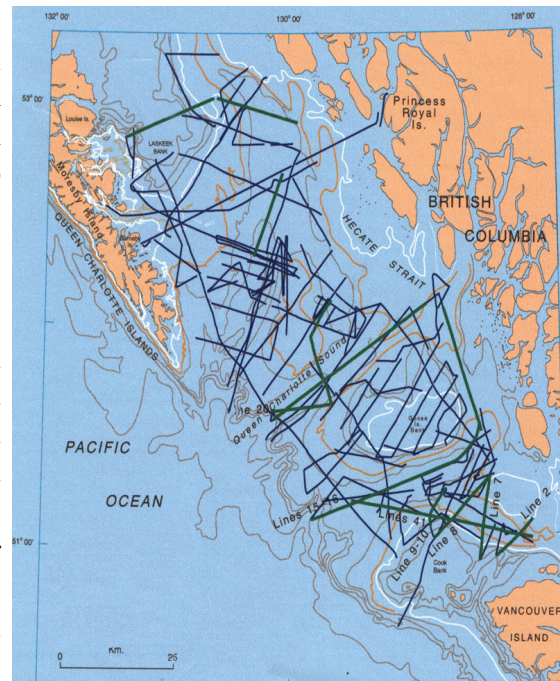 132° 00'
130° 00'
128° 00'
53° 00'
Louise Is.
LASKEEK
BANK
Princess
Royal
Is.
Moresby Island
BRITISH
COLUMBIA
HECATE STRAIT
QUEEN CHARLOTTE ISLANDS
Queen Charlotte Sound
Goose
Is.
Bank
PACIFIC
OCEAN
Lines 15-16
Lines 41
Line 7
Line 2
Line 8
Line 9-10
51° 00'
Cook
Bank
VANCOUVER
ISLAND
Km.
0
25